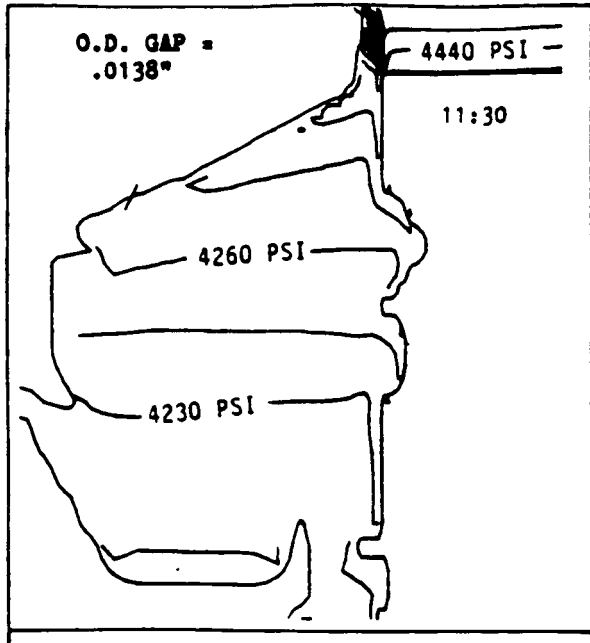 O.D. GAP =
.0138"
4440 PSI
11:30
4260 PSI
4230 PSI